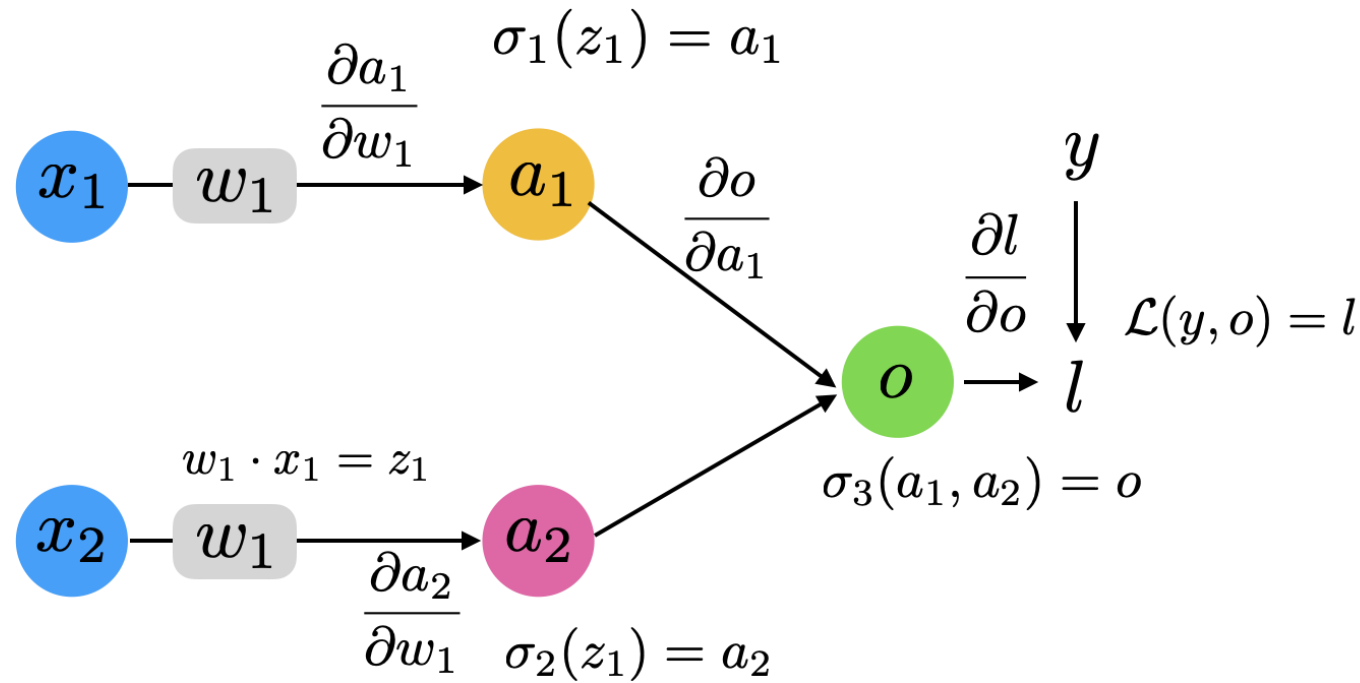 σ₁(z₁) = a₁
∂a₁/∂w₁
x₁
w₁
a₁
∂o/∂a₁
y
∂l/∂o
ℒ(y, o) = l
o
l
σ₃(a₁, a₂) = o
w₁ · x₁ = z₁
x₂
w₁
a₂
∂a₂/∂w₁
σ₂(z₁) = a₂